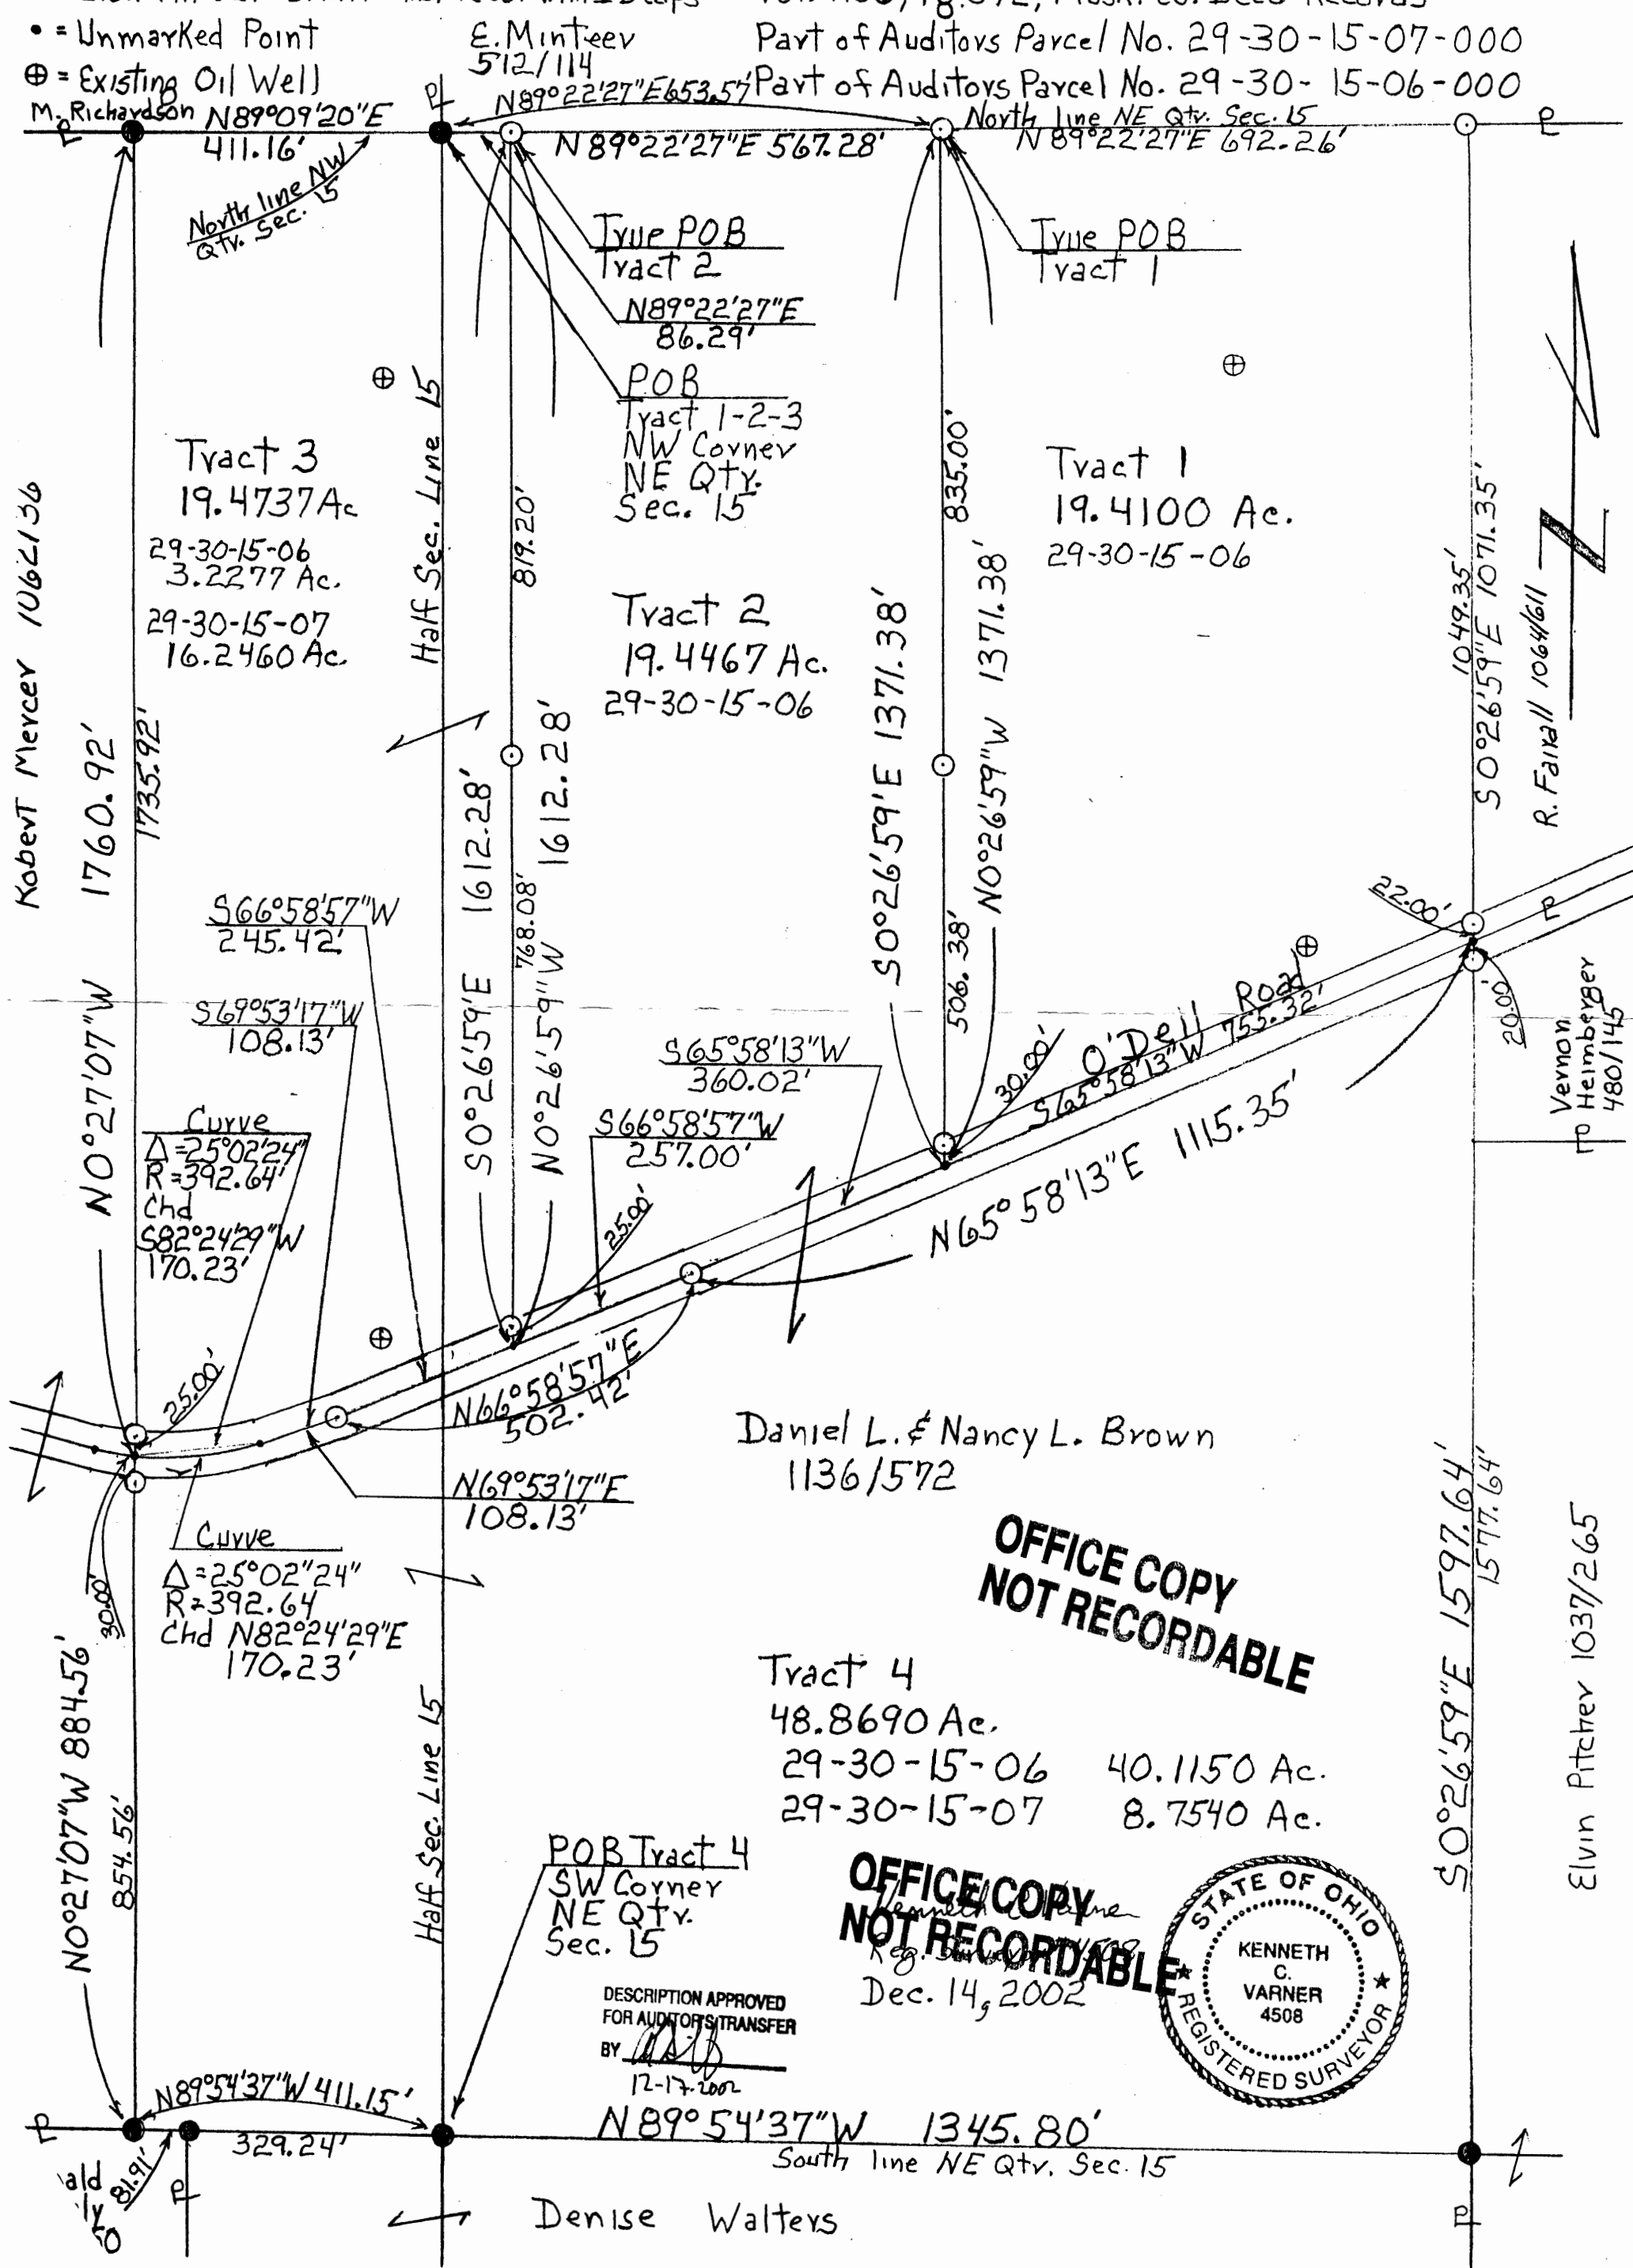 • = Unmarked Point
⊕ = Existing Oil Well
E. Minteer
512/114
Part of Auditors Parcel No. 29-30-15-07-000
Part of Auditors Parcel No. 29-30-15-06-000
M. Richardson
N89°09'20"E
411.16'
North line NW
Qtr. Sec. 15
N89°22'27"E 653.57'
N89°22'27"E 567.28'
North line NE Qtr. Sec. 15
N89°22'27"E 692.26'
True POB
Tract 2
N89°22'27"E
86.29'
POB
Tract 1-2-3
NW Corner
NE Qtr.
Sec. 15
True POB
Tract 1
Tract 3
19.4737 Ac
29-30-15-06
3.2277 Ac.
29-30-15-07
16.2460 Ac.
Half Sec. Line 15
819.20'
835.00'
Tract 1
19.4100 Ac.
29-30-15-06
Tract 2
19.4467 Ac.
29-30-15-06
Robert Mercer 1062/136
N0°27'07"W 1760.92'
1735.92'
S0°26'59'E 1612.28'
N0°26'59"W 1612.28'
768.08'
S0°26'59'E 1371.38'
N0°26'59"W 1371.38'
506.38'
1049.35'
S0°26'59"E 1071.35'
R. Fairall 1064/611
S66°58'57"W
245.42'
S69°53'17"W
108.13'
Curve
Δ=25°02'24"
R=392.64'
Chd
S82°24'29"W
170.23'
S65°58'13"W
360.02'
S66°58'57"W
257.00'
22.00'
20.00'
30.00'
25.00'
25.00'
O'Dell Road
S65°58'13"W 755.32'
N65°58'13"E 1115.35'
Vernon
Heimberger
480/145
N66°58'57"E
502.42'
N69°53'17"E
108.13'
Daniel L. & Nancy L. Brown
1136/572
Curve
Δ=25°02"24"
R=392.64
Chd N82°24'29"E
170.23'
30.00'
OFFICE COPY
NOT RECORDABLE
Tract 4
48.8690 Ac.
29-30-15-06 40.1150 Ac.
29-30-15-07 8.7540 Ac.
N0°27'07"W 884.56'
854.56'
Half Sec. Line 15
S0°26'59"E 1597.64'
1577.64'
Elvin Pitcher 1037/265
POB Tract 4
SW Corner
NE Qtr.
Sec. 15
OFFICE COPY
NOT RECORDABLE
Dec. 14, 2002
STATE OF OHIO
KENNETH
C.
VARNER
4508
REGISTERED SURVEYOR
DESCRIPTION APPROVED
FOR AUDITOR'S TRANSFER
BY
12-17-2002
N89°54'37"W 411.15'
329.24'
81.91'
N89°54'37"W 1345.80'
South line NE Qtr. Sec. 15
Denise Walters